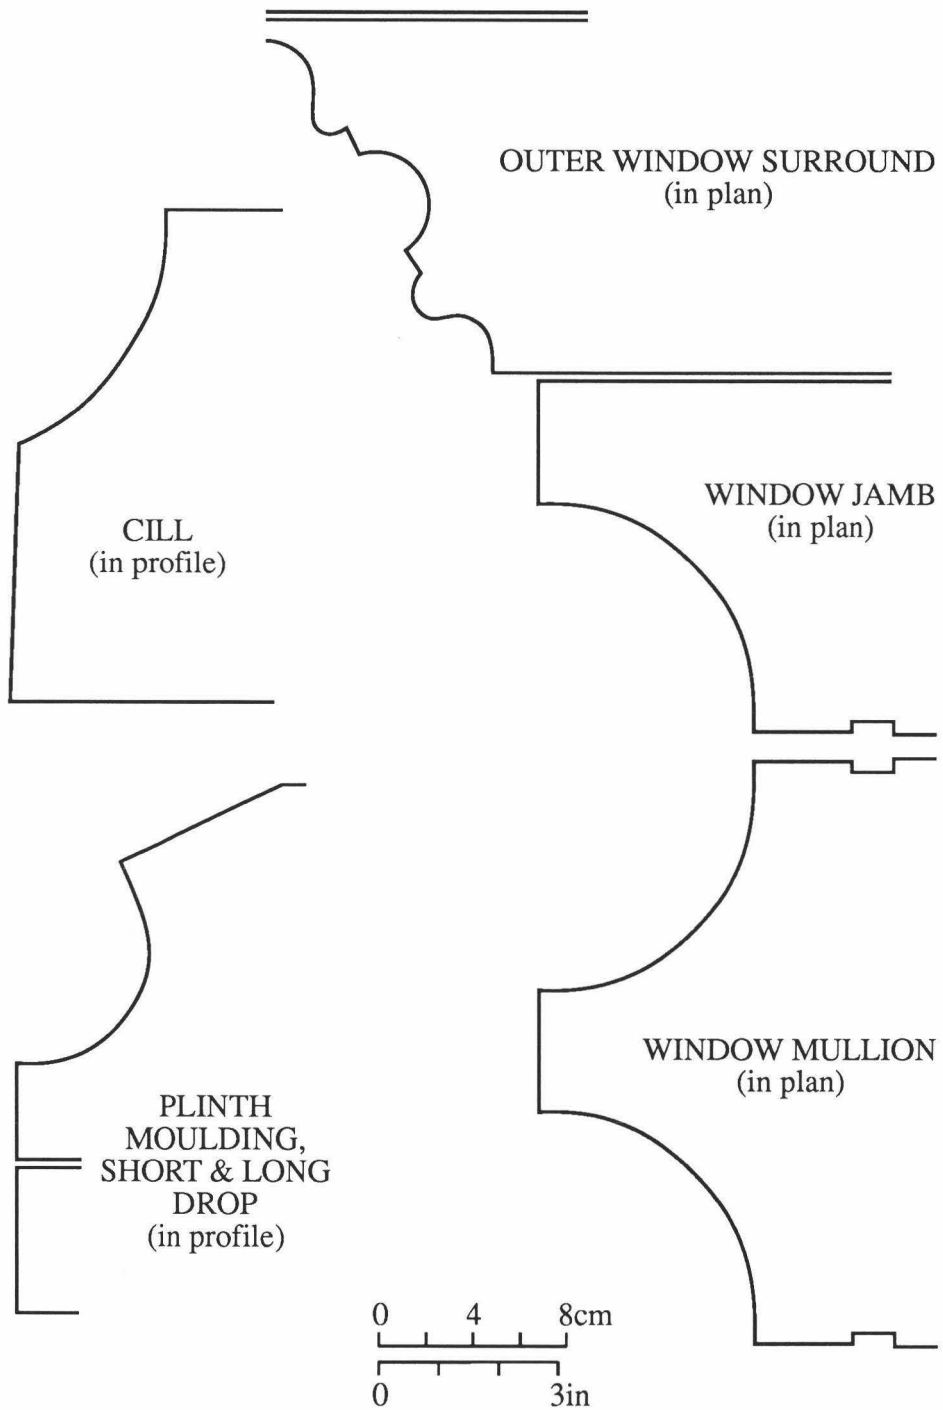 OUTER WINDOW SURROUND
(in plan)
WINDOW JAMB
(in plan)
CILL
(in profile)
WINDOW MULLION
(in plan)
PLINTH
MOULDING,
SHORT & LONG
DROP
(in profile)
0 4 8cm
0 3in